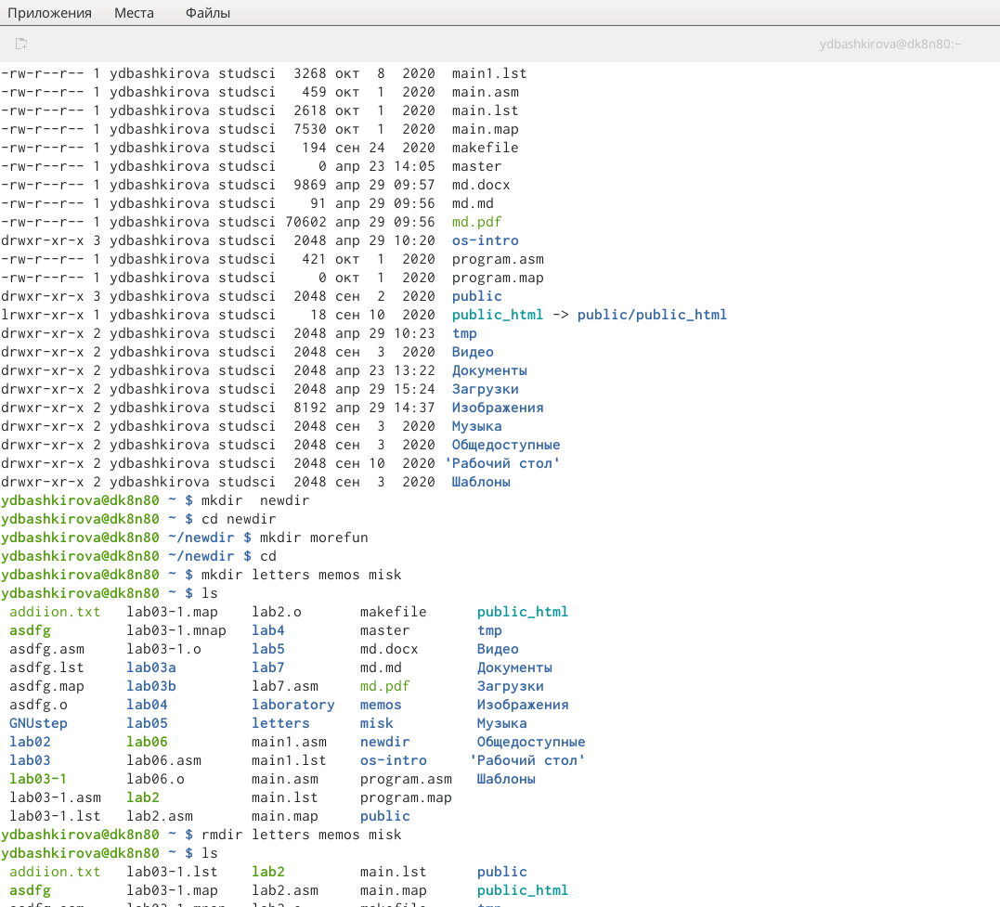 Приложения Места Файлы
ydbashkirova@dk8n80:~
-rw-r--r-- 1 ydbashkirova studsci  3268 окт  8  2020  main1.lst
-rw-r--r-- 1 ydbashkirova studsci   459 окт  1  2020  main.asm
-rw-r--r-- 1 ydbashkirova studsci  2618 окт  1  2020  main.lst
-rw-r--r-- 1 ydbashkirova studsci  7530 окт  1  2020  main.map
-rw-r--r-- 1 ydbashkirova studsci   194 сен 24  2020  makefile
-rw-r--r-- 1 ydbashkirova studsci     0 апр 23 14:05  master
-rw-r--r-- 1 ydbashkirova studsci  9869 апр 29 09:57  md.docx
-rw-r--r-- 1 ydbashkirova studsci    91 апр 29 09:56  md.md
-rw-r--r-- 1 ydbashkirova studsci 70602 апр 29 09:56  md.pdf
drwxr-xr-x 3 ydbashkirova studsci  2048 апр 29 10:20  os-intro
-rw-r--r-- 1 ydbashkirova studsci   421 окт  1  2020  program.asm
-rw-r--r-- 1 ydbashkirova studsci     0 окт  1  2020  program.map
drwxr-xr-x 3 ydbashkirova studsci  2048 сен  2  2020  public
lrwxr-xr-x 1 ydbashkirova studsci    18 сен 10  2020  public_html -> public/public_html
drwxr-xr-x 2 ydbashkirova studsci  2048 апр 29 10:23  tmp
drwxr-xr-x 2 ydbashkirova studsci  2048 сен  3  2020  Видео
drwxr-xr-x 2 ydbashkirova studsci  2048 апр 23 13:22  Документы
drwxr-xr-x 2 ydbashkirova studsci  2048 апр 29 15:24  Загрузки
drwxr-xr-x 2 ydbashkirova studsci  8192 апр 29 14:37  Изображения
drwxr-xr-x 2 ydbashkirova studsci  2048 сен  3  2020  Музыка
drwxr-xr-x 2 ydbashkirova studsci  2048 сен  3  2020  Общедоступные
drwxr-xr-x 2 ydbashkirova studsci  2048 сен 10  2020 'Рабочий стол'
drwxr-xr-x 2 ydbashkirova studsci  2048 сен  3  2020  Шаблоны
ydbashkirova@dk8n80 ~ $ mkdir  newdir
ydbashkirova@dk8n80 ~ $ cd newdir
ydbashkirova@dk8n80 ~/newdir $ mkdir morefun
ydbashkirova@dk8n80 ~/newdir $ cd
ydbashkirova@dk8n80 ~ $ mkdir letters memos misk
ydbashkirova@dk8n80 ~ $ ls
addiion.txt   lab03-1.map    lab2.o       makefile      public_html
asdfg         lab03-1.mnap   lab4         master        tmp
asdfg.asm     lab03-1.o      lab5         md.docx       Видео
asdfg.lst     lab03a         lab7         md.md         Документы
asdfg.map     lab03b         lab7.asm     md.pdf        Загрузки
asdfg.o       lab04          laboratory   memos         Изображения
GNUstep       lab05          letters      misk          Музыка
lab02         lab06          main1.asm    newdir        Общедоступные
lab03         lab06.asm      main1.lst    os-intro     'Рабочий стол'
lab03-1       lab06.o        main.asm     program.asm   Шаблоны
lab03-1.asm   lab2           main.lst     program.map
lab03-1.lst   lab2.asm       main.map     public
ydbashkirova@dk8n80 ~ $ rmdir letters memos misk
ydbashkirova@dk8n80 ~ $ ls
addiion.txt   lab03-1.lst    lab2         main.lst      public
asdfg         lab03-1.map    lab2.asm     main.map      public_html